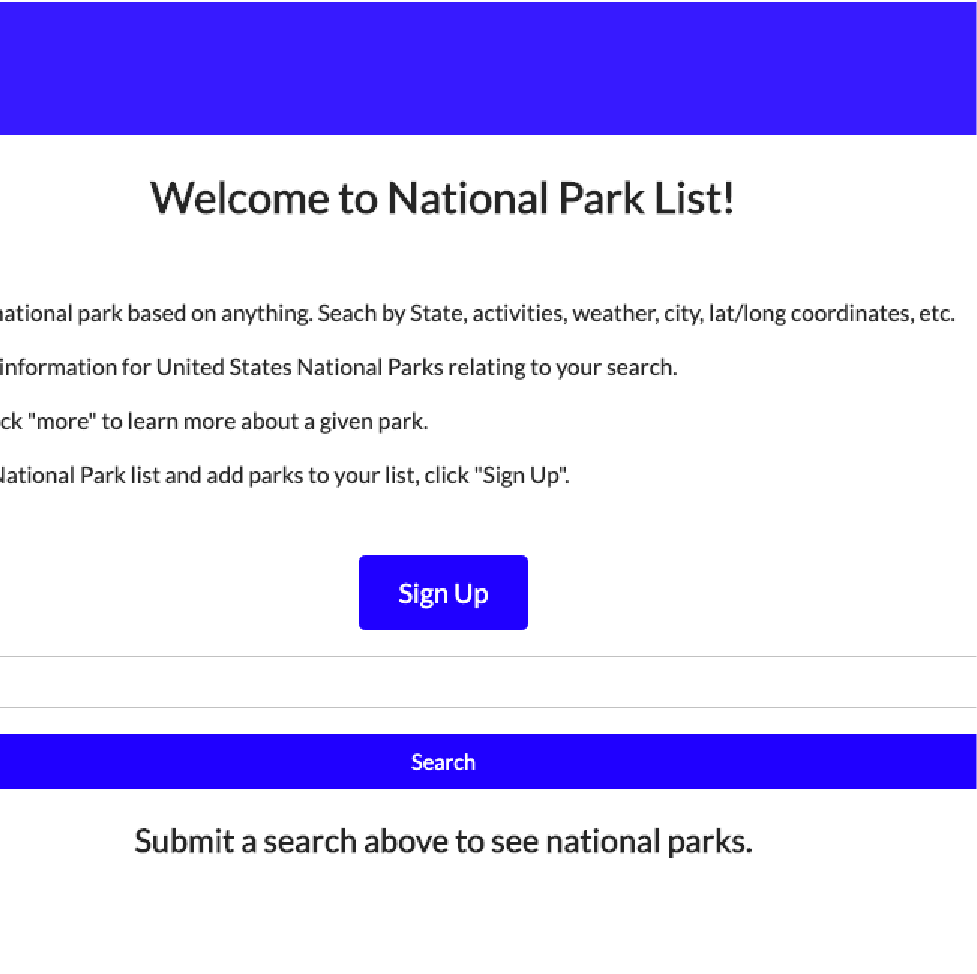 Welcome to National Park List!
national park based on anything. Seach by State, activities, weather, city, lat/long coordinates, etc.
information for United States National Parks relating to your search.
ck "more" to learn more about a given park.
National Park list and add parks to your list, click "Sign Up".
Sign Up
Search
Submit a search above to see national parks.